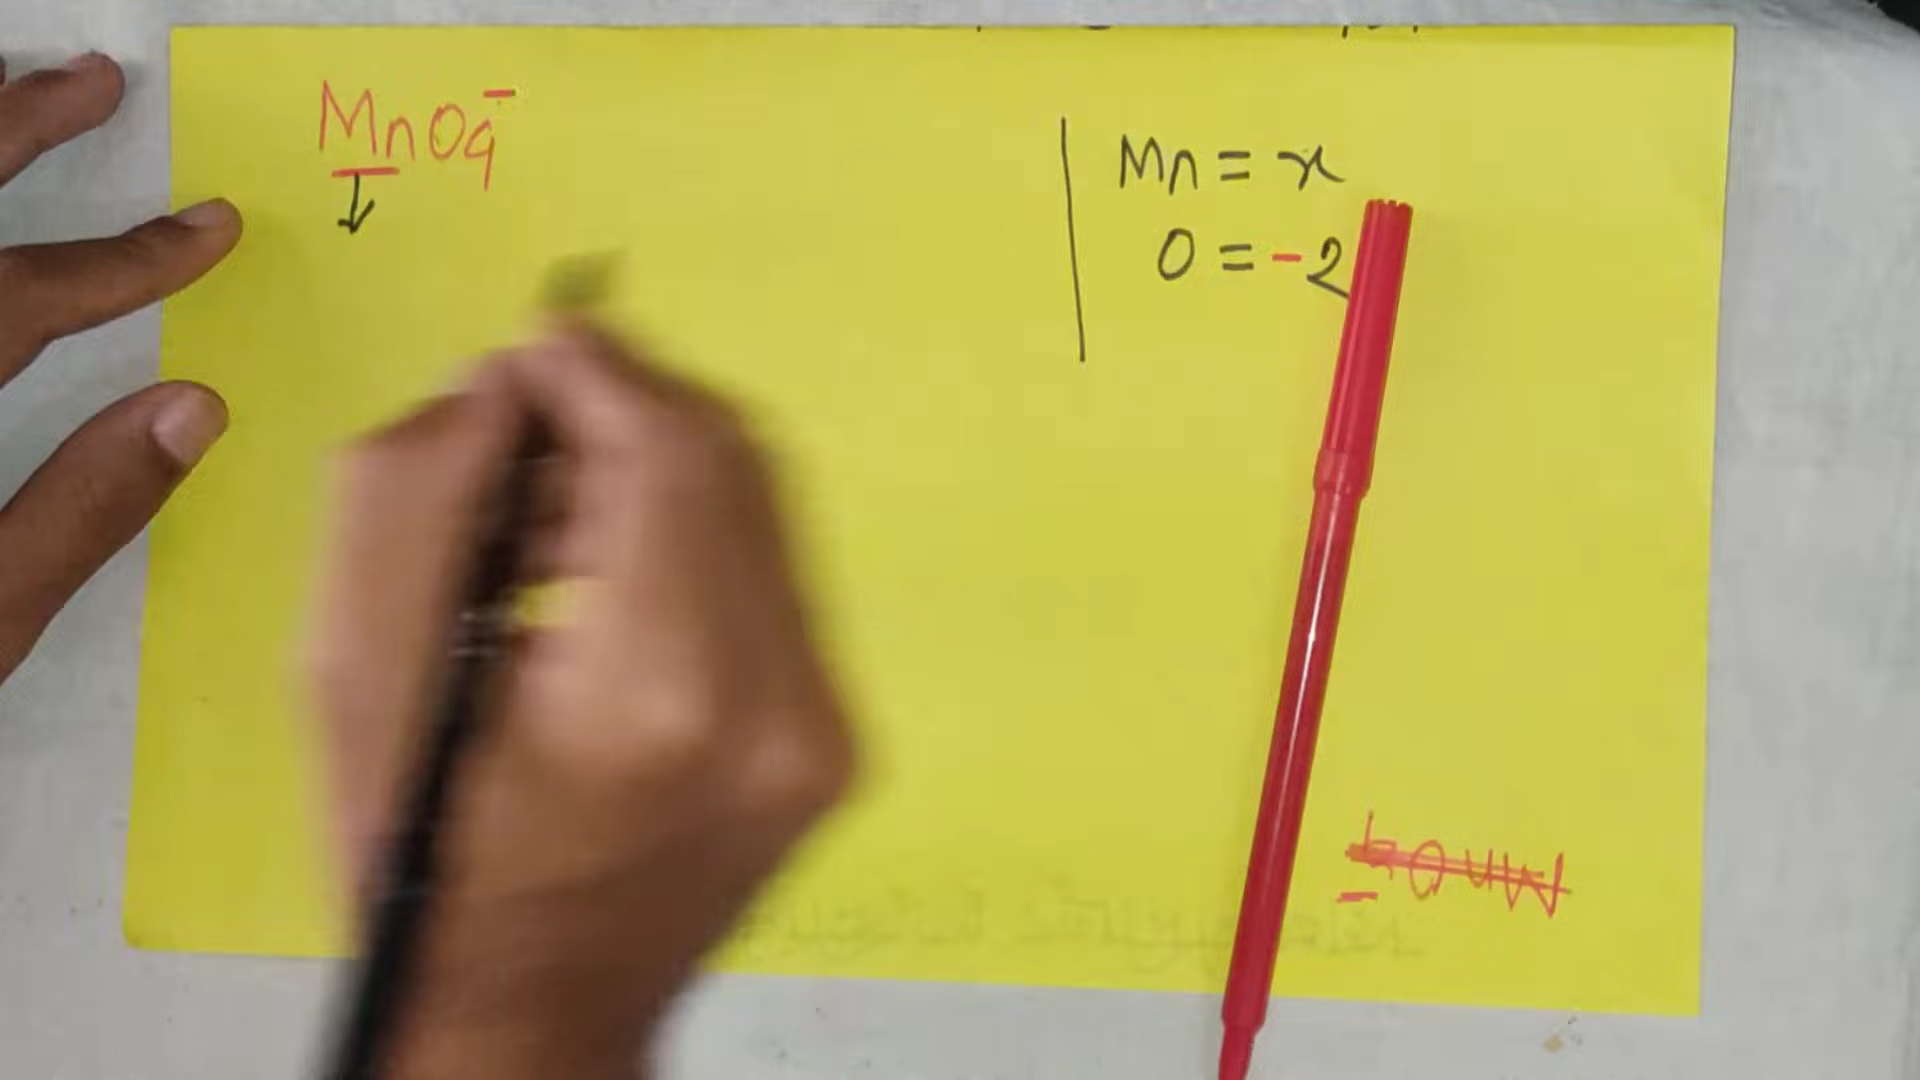 MnO4⁻
↓
Mn = x
O = -2